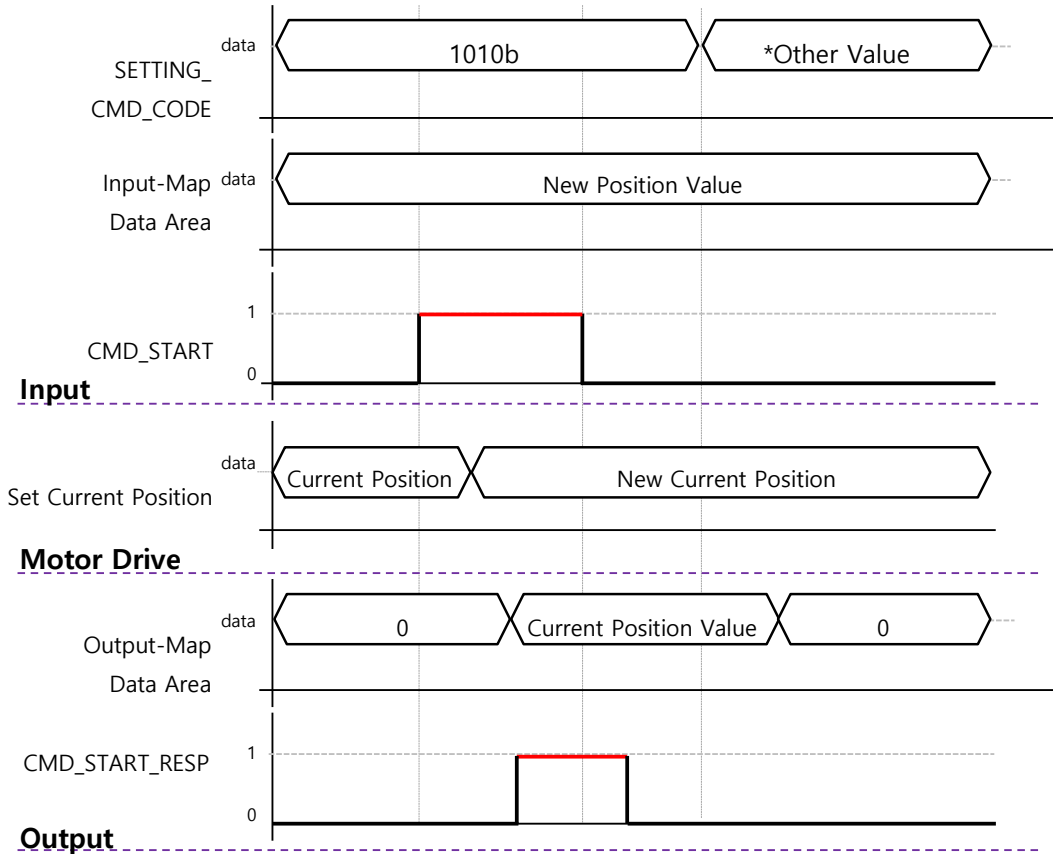 data
1010b
*Other Value
SETTING_
CMD_CODE
Input-Map data
New Position Value
Data Area
1
CMD_START
0
Input
data
Current Position
New Current Position
Set Current Position
Motor Drive
data
0
Current Position Value
0
Output-Map
Data Area
1
CMD_START_RESP
0
Output